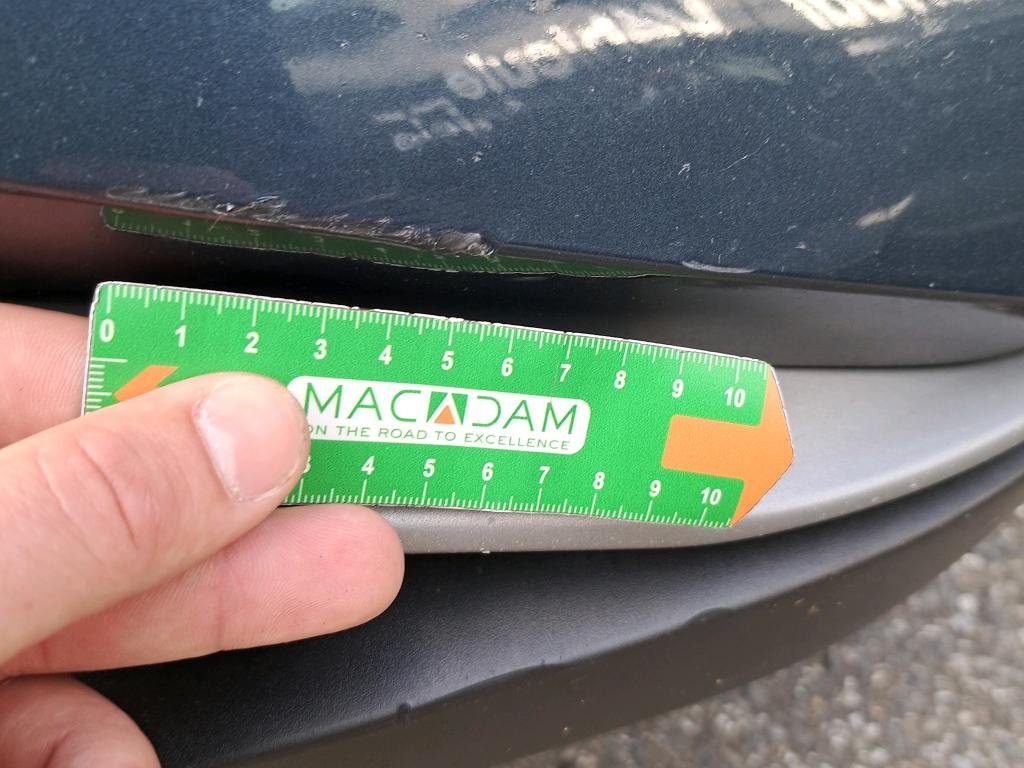 0 1 2 3 4 5 6 7 8 9 10
MACADAM
ON THE ROAD TO EXCELLENCE
3 4 5 6 7 8 9 10